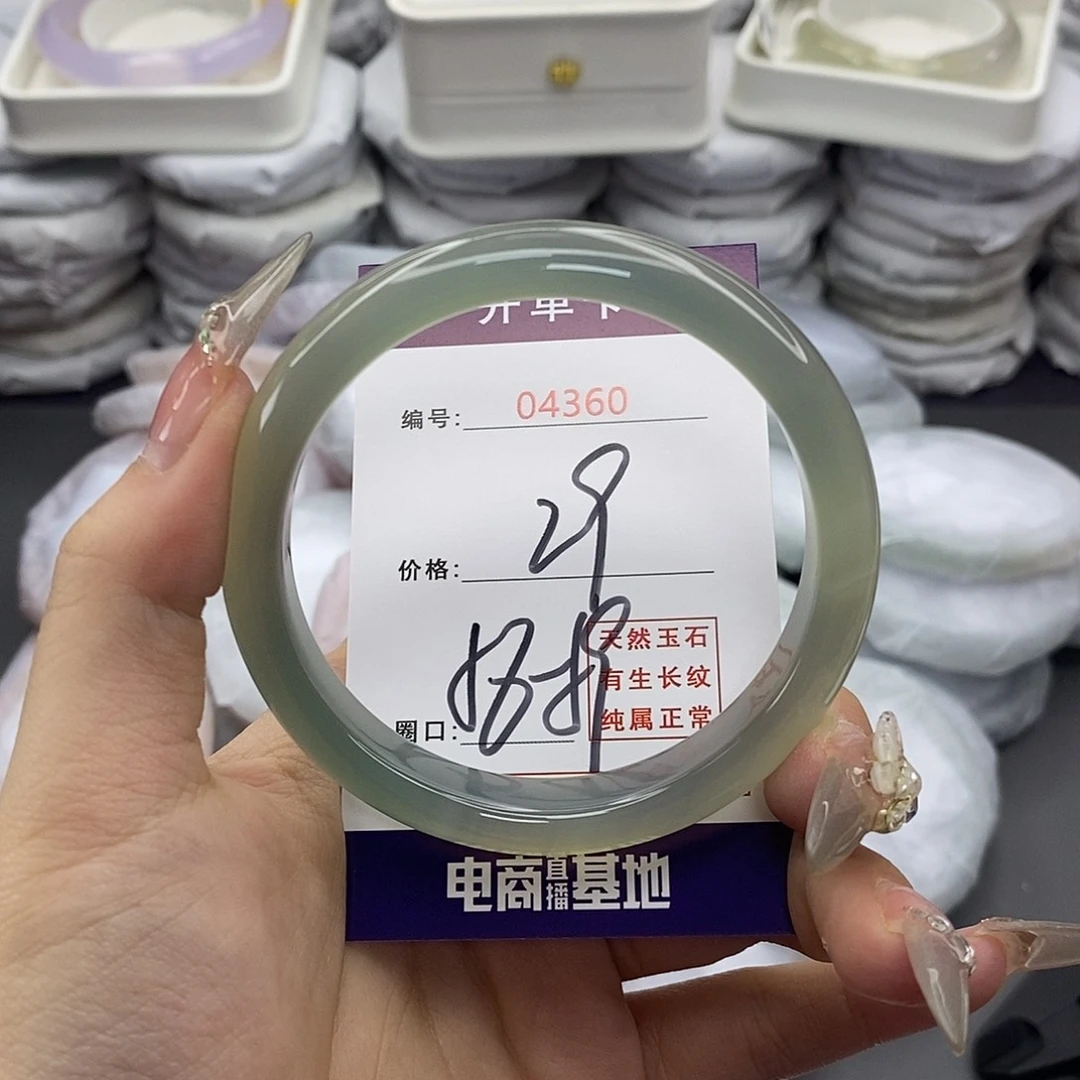 开单卡
编号: 04360
价格:
天然玉石
有生长纹
圈口:
纯属正常
电商直播基地